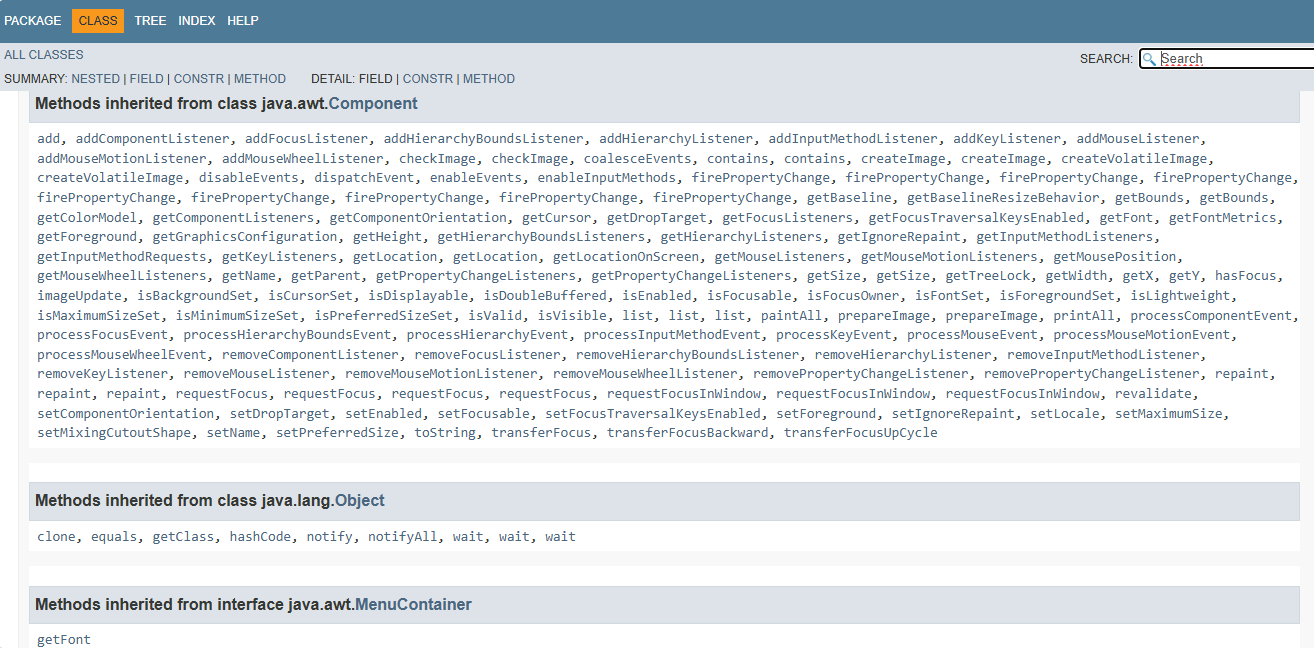 PACKAGE CLASS TREE INDEX HELP
ALL CLASSES
SEARCH: Search
SUMMARY: NESTED | FIELD | CONSTR | METHOD DETAIL: FIELD | CONSTR | METHOD
Methods inherited from class java.awt.Component
add, addComponentListener, addFocusListener, addHierarchyBoundsListener, addHierarchyListener, addInputMethodListener, addKeyListener, addMouseListener,
addMouseMotionListener, addMouseWheelListener, checkImage, checkImage, coalesceEvents, contains, contains, createImage, createImage, createVolatileImage,
createVolatileImage, disableEvents, dispatchEvent, enableEvents, enableInputMethods, firePropertyChange, firePropertyChange, firePropertyChange, firePropertyChange,
firePropertyChange, firePropertyChange, firePropertyChange, firePropertyChange, firePropertyChange, getBaseline, getBaselineResizeBehavior, getBounds, getBounds,
getColorModel, getComponentListeners, getComponentOrientation, getCursor, getDropTarget, getFocusListeners, getFocusTraversalKeysEnabled, getFont, getFontMetrics,
getForeground, getGraphicsConfiguration, getHeight, getHierarchyBoundsListeners, getHierarchyListeners, getIgnoreRepaint, getInputMethodListeners,
getInputMethodRequests, getKeyListeners, getLocation, getLocation, getLocationOnScreen, getMouseListeners, getMouseMotionListeners, getMousePosition,
getMouseWheelListeners, getName, getParent, getPropertyChangeListeners, getPropertyChangeListeners, getSize, getSize, getTreeLock, getWidth, getX, getY, hasFocus,
imageUpdate, isBackgroundSet, isCursorSet, isDisplayable, isDoubleBuffered, isEnabled, isFocusable, isFocusOwner, isFontSet, isForegroundSet, isLightweight,
isMaximumSizeSet, isMinimumSizeSet, isPreferredSizeSet, isValid, isVisible, list, list, list, paintAll, prepareImage, prepareImage, printAll, processComponentEvent,
processFocusEvent, processHierarchyBoundsEvent, processHierarchyEvent, processInputMethodEvent, processKeyEvent, processMouseEvent, processMouseMotionEvent,
processMouseWheelEvent, removeComponentListener, removeFocusListener, removeHierarchyBoundsListener, removeHierarchyListener, removeInputMethodListener,
removeKeyListener, removeMouseListener, removeMouseMotionListener, removeMouseWheelListener, removePropertyChangeListener, removePropertyChangeListener, repaint,
repaint, repaint, requestFocus, requestFocus, requestFocus, requestFocus, requestFocusInWindow, requestFocusInWindow, requestFocusInWindow, revalidate,
setComponentOrientation, setDropTarget, setEnabled, setFocusable, setFocusTraversalKeysEnabled, setForeground, setIgnoreRepaint, setLocale, setMaximumSize,
setMixingCutoutShape, setName, setPreferredSize, toString, transferFocus, transferFocusBackward, transferFocusUpCycle
Methods inherited from class java.lang.Object
clone, equals, getClass, hashCode, notify, notifyAll, wait, wait, wait
Methods inherited from interface java.awt.MenuContainer
getFont